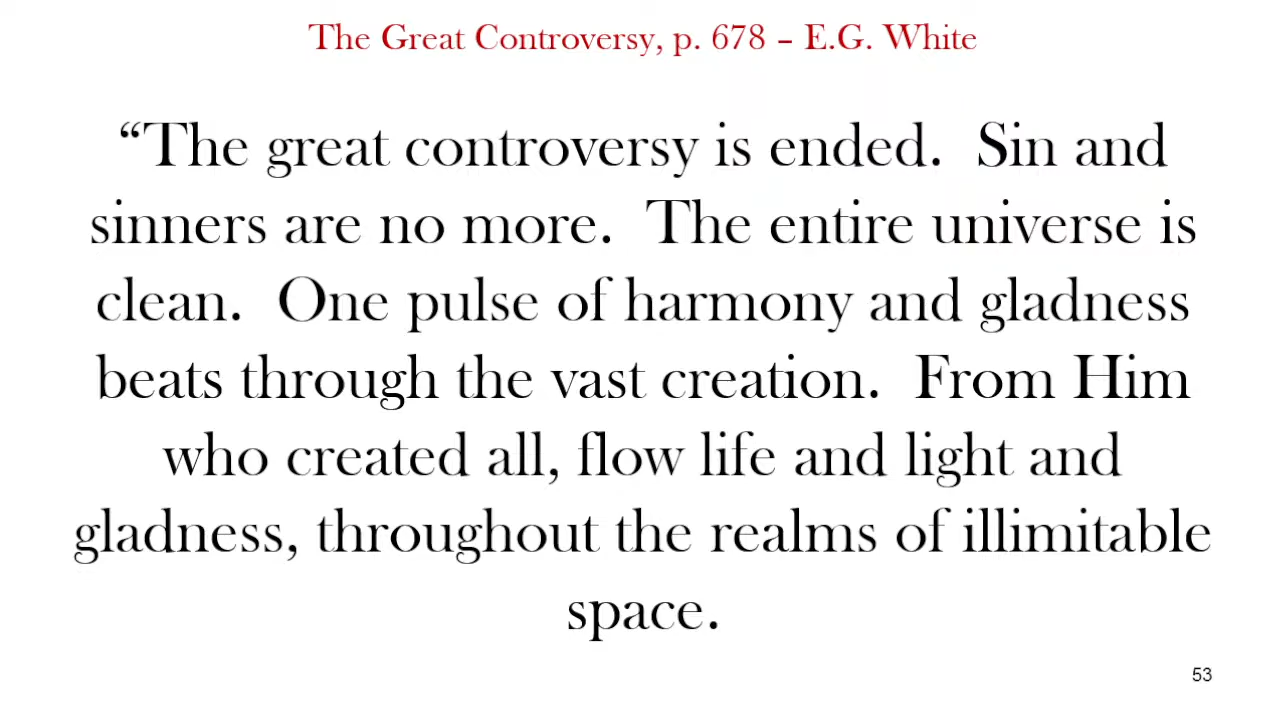 The Great Controversy, p. 678 – E.G. White
“The great controversy is ended.  Sin and
sinners are no more.  The entire universe is
clean.  One pulse of harmony and gladness
beats through the vast creation.  From Him
who created all, flow life and light and
gladness, throughout the realms of illimitable
space.
53